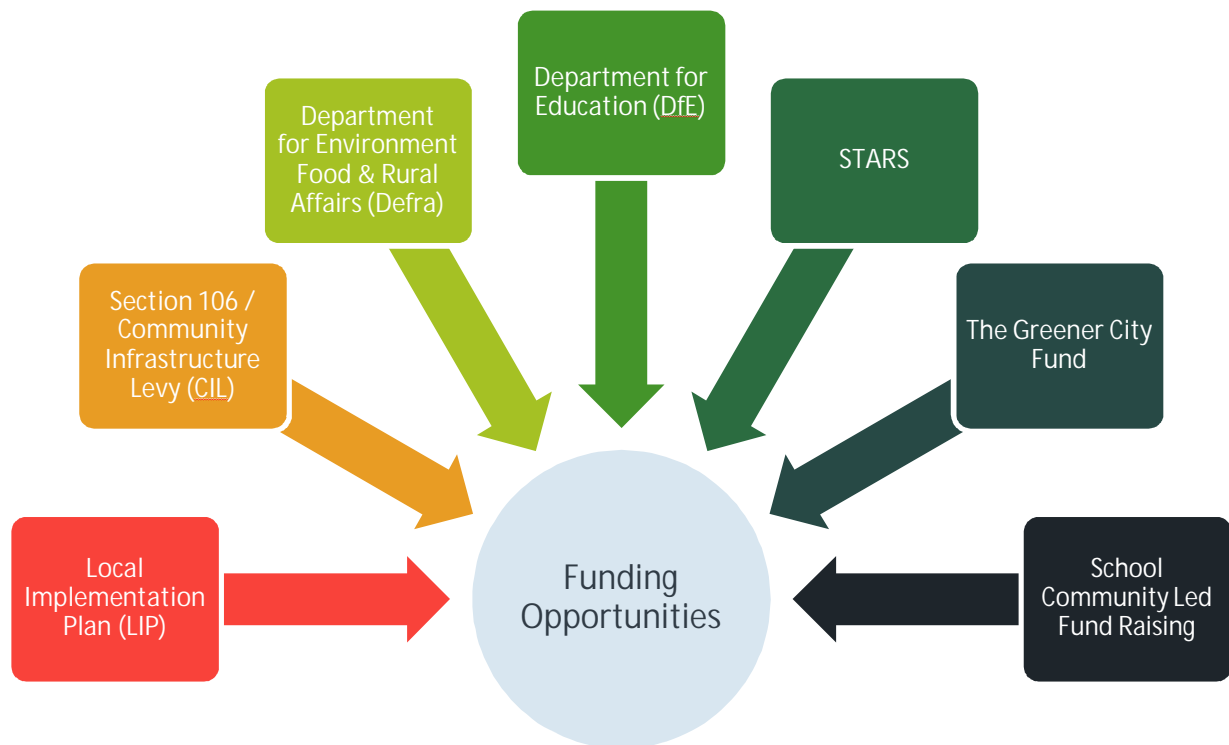 Department for
Education (DfE)
Department
for Environment
Food & Rural
Affairs (Defra)
STARS
Section 106 /
Community
Infrastructure
Levy (CIL)
The Greener City
Fund
Local
Implementation
Plan (LIP)
Funding
Opportunities
School
Community Led
Fund Raising